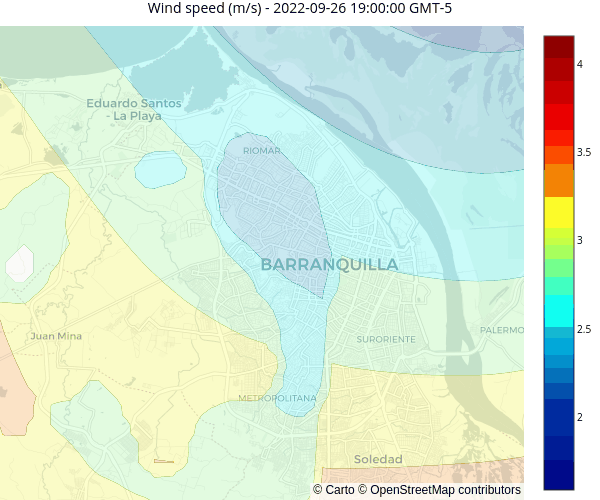 Wind speed (m/s) - 2022-09-26 19:00:00 GMT-5
Eduardo Santos
- La Playa
RIOMAR
BARRANQUILLA
Juan Mina
SURORIENTE
PALERMO
METROPOLITANA
Soledad
© Carto © OpenStreetMap contributors
4
3.5
3
2.5
2